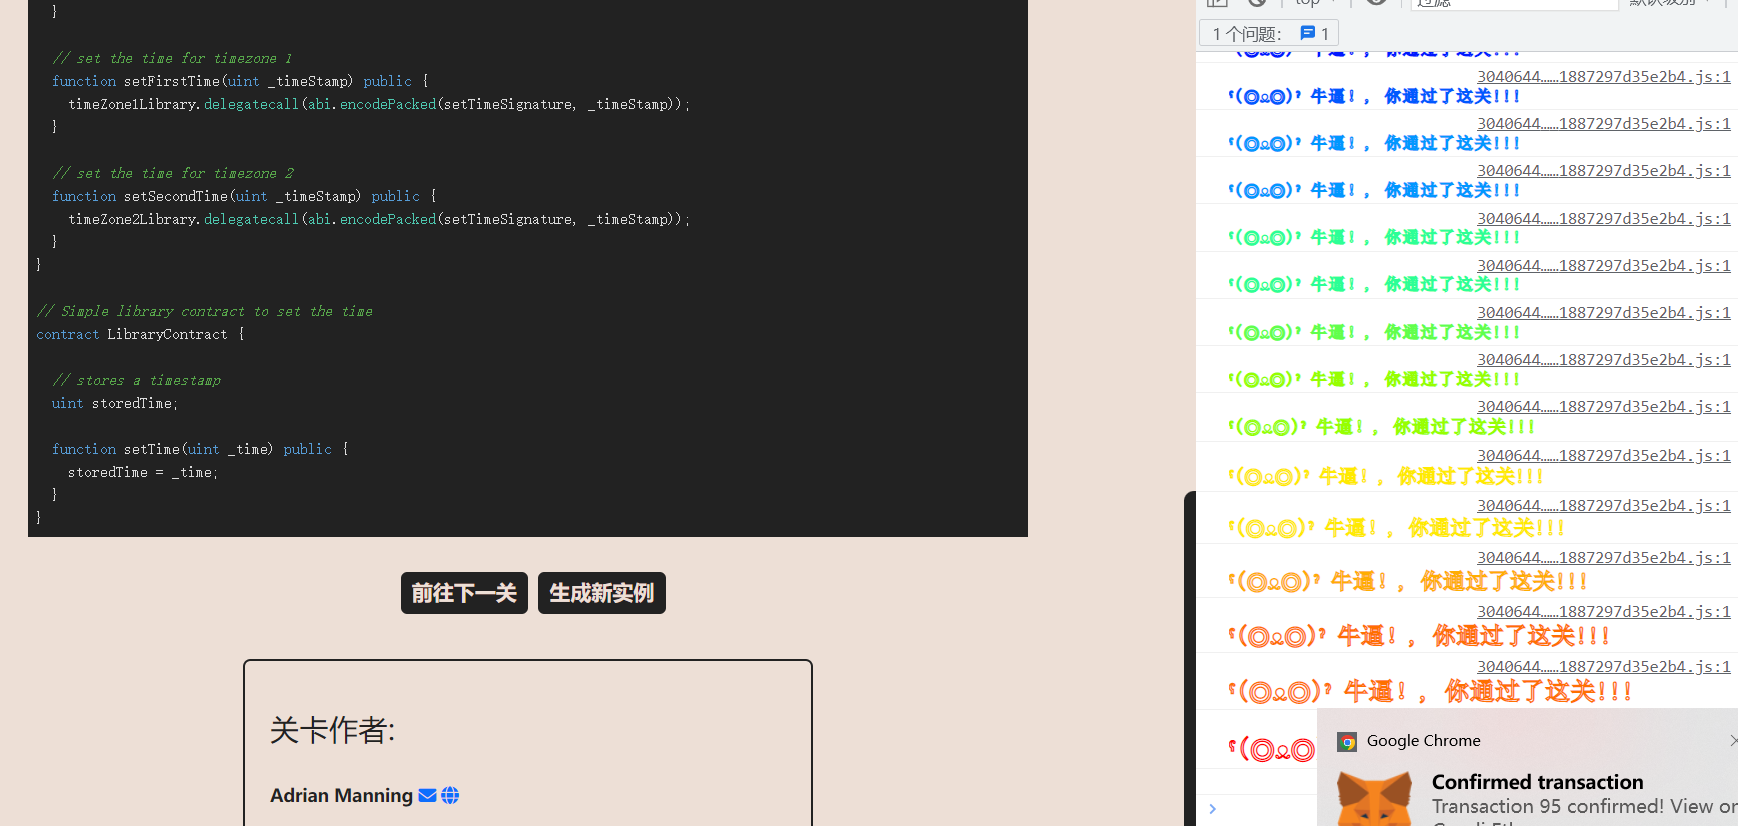 }
// set the time for timezone 1
function setFirstTime(uint _timeStamp) public {
timeZone1Library.delegatecall(abi.encodePacked(setTimeSignature, _timeStamp));
}
// set the time for timezone 2
function setSecondTime(uint _timeStamp) public {
timeZone2Library.delegatecall(abi.encodePacked(setTimeSignature, _timeStamp));
}
}
// Simple library contract to set the time
contract LibraryContract {
// stores a timestamp
uint storedTime;
function setTime(uint _time) public {
storedTime = _time;
}
}
前往下一关 生成新实例
关卡作者:
Adrian Manning
top
过滤
默认级别
1 个问题: 1
牛逼!, 你通过了这关!!!
3040644……1887297d35e2b4.js:1
؟(◎ᴥ◎)؟ 牛逼!, 你通过了这关!!!
3040644……1887297d35e2b4.js:1
؟(◎ᴥ◎)؟ 牛逼!, 你通过了这关!!!
3040644……1887297d35e2b4.js:1
؟(◎ᴥ◎)؟ 牛逼!, 你通过了这关!!!
3040644……1887297d35e2b4.js:1
؟(◎ᴥ◎)؟ 牛逼!, 你通过了这关!!!
3040644……1887297d35e2b4.js:1
؟(◎ᴥ◎)؟ 牛逼!, 你通过了这关!!!
3040644……1887297d35e2b4.js:1
؟(◎ᴥ◎)؟ 牛逼!, 你通过了这关!!!
3040644……1887297d35e2b4.js:1
؟(◎ᴥ◎)؟ 牛逼!, 你通过了这关!!!
3040644……1887297d35e2b4.js:1
؟(◎ᴥ◎)؟ 牛逼!, 你通过了这关!!!
3040644……1887297d35e2b4.js:1
؟(◎ᴥ◎)؟ 牛逼!, 你通过了这关!!!
3040644……1887297d35e2b4.js:1
؟(◎ᴥ◎)؟ 牛逼!, 你通过了这关!!!
3040644……1887297d35e2b4.js:1
؟(◎ᴥ◎)؟ 牛逼!, 你通过了这关!!!
3040644……1887297d35e2b4.js:1
؟(◎ᴥ◎)؟ 牛逼!, 你通过了这关!!!
3040644……1887297d35e2b4.js:1
؟(◎ᴥ◎)؟ 牛逼!, 你通过了这关!!!
؟(◎ᴥ◎
Google Chrome
Confirmed transaction
Transaction 95 confirmed! View on